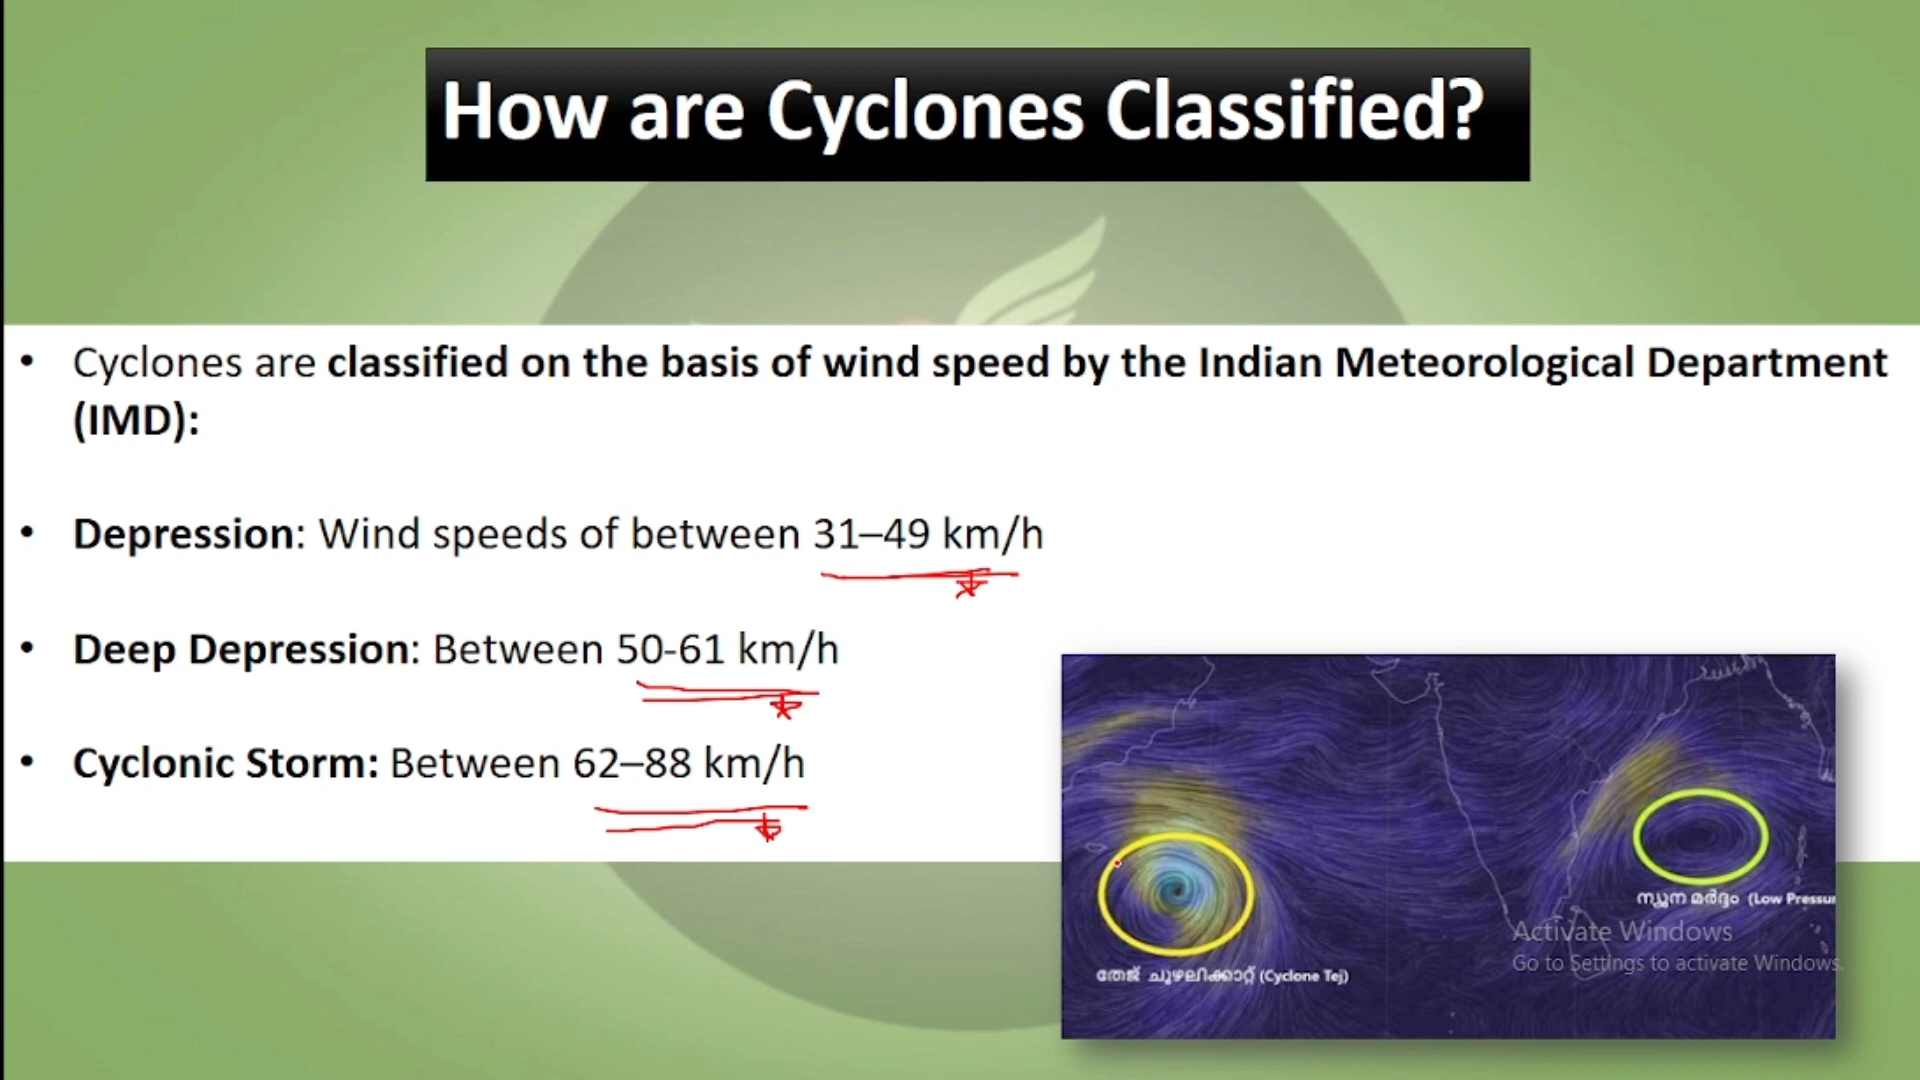 How are Cyclones Classified?
• Cyclones are classified on the basis of wind speed by the Indian Meteorological Department
(IMD):
• Depression: Wind speeds of between 31–49 km/h
• Deep Depression: Between 50-61 km/h
• Cyclonic Storm: Between 62–88 km/h
ന്യൂന മർദ്ദം (Low Pressur
Activate Windows
Go to Settings to activate Windows.
തേജ് ചുഴലിക്കാറ്റ് (Cyclone Tej)